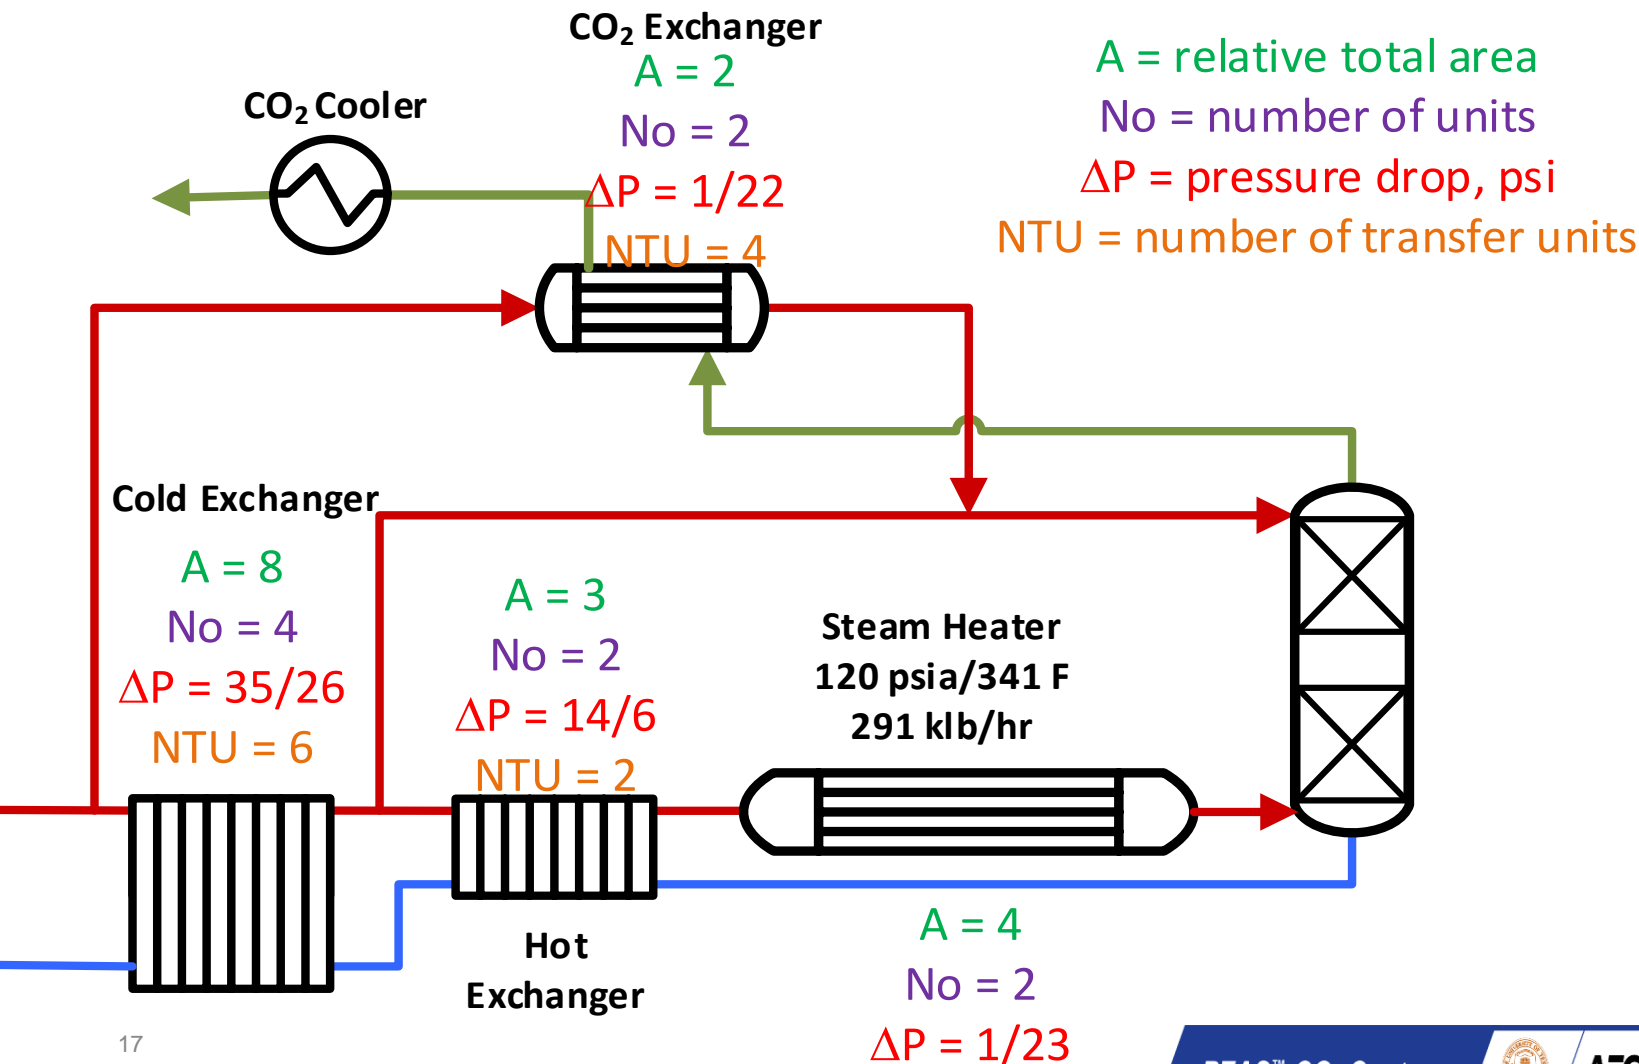 CO₂ Exchanger
A = 2
No = 2
ΔP = 1/22
NTU = 4
A = relative total area
No = number of units
ΔP = pressure drop, psi
NTU = number of transfer units
CO₂ Cooler
Cold Exchanger
A = 8
No = 4
ΔP = 35/26
NTU = 6
A = 3
No = 2
ΔP = 14/6
NTU = 2
Steam Heater
120 psia/341 F
291 klb/hr
Hot
Exchanger
A = 4
No = 2
ΔP = 1/23
17